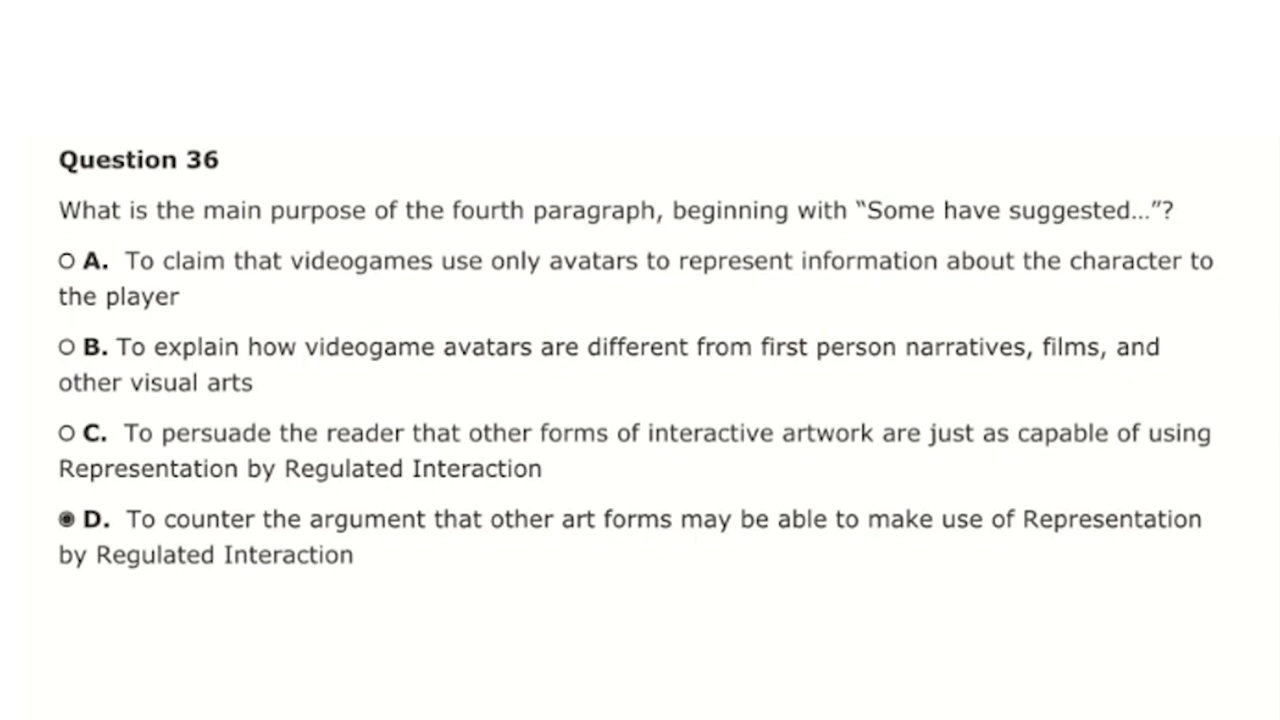 Question 36
What is the main purpose of the fourth paragraph, beginning with “Some have suggested...”?
O A. To claim that videogames use only avatars to represent information about the character to
the player
O B. To explain how videogame avatars are different from first person narratives, films, and
other visual arts
O C. To persuade the reader that other forms of interactive artwork are just as capable of using
Representation by Regulated Interaction
D. To counter the argument that other art forms may be able to make use of Representation
by Regulated Interaction